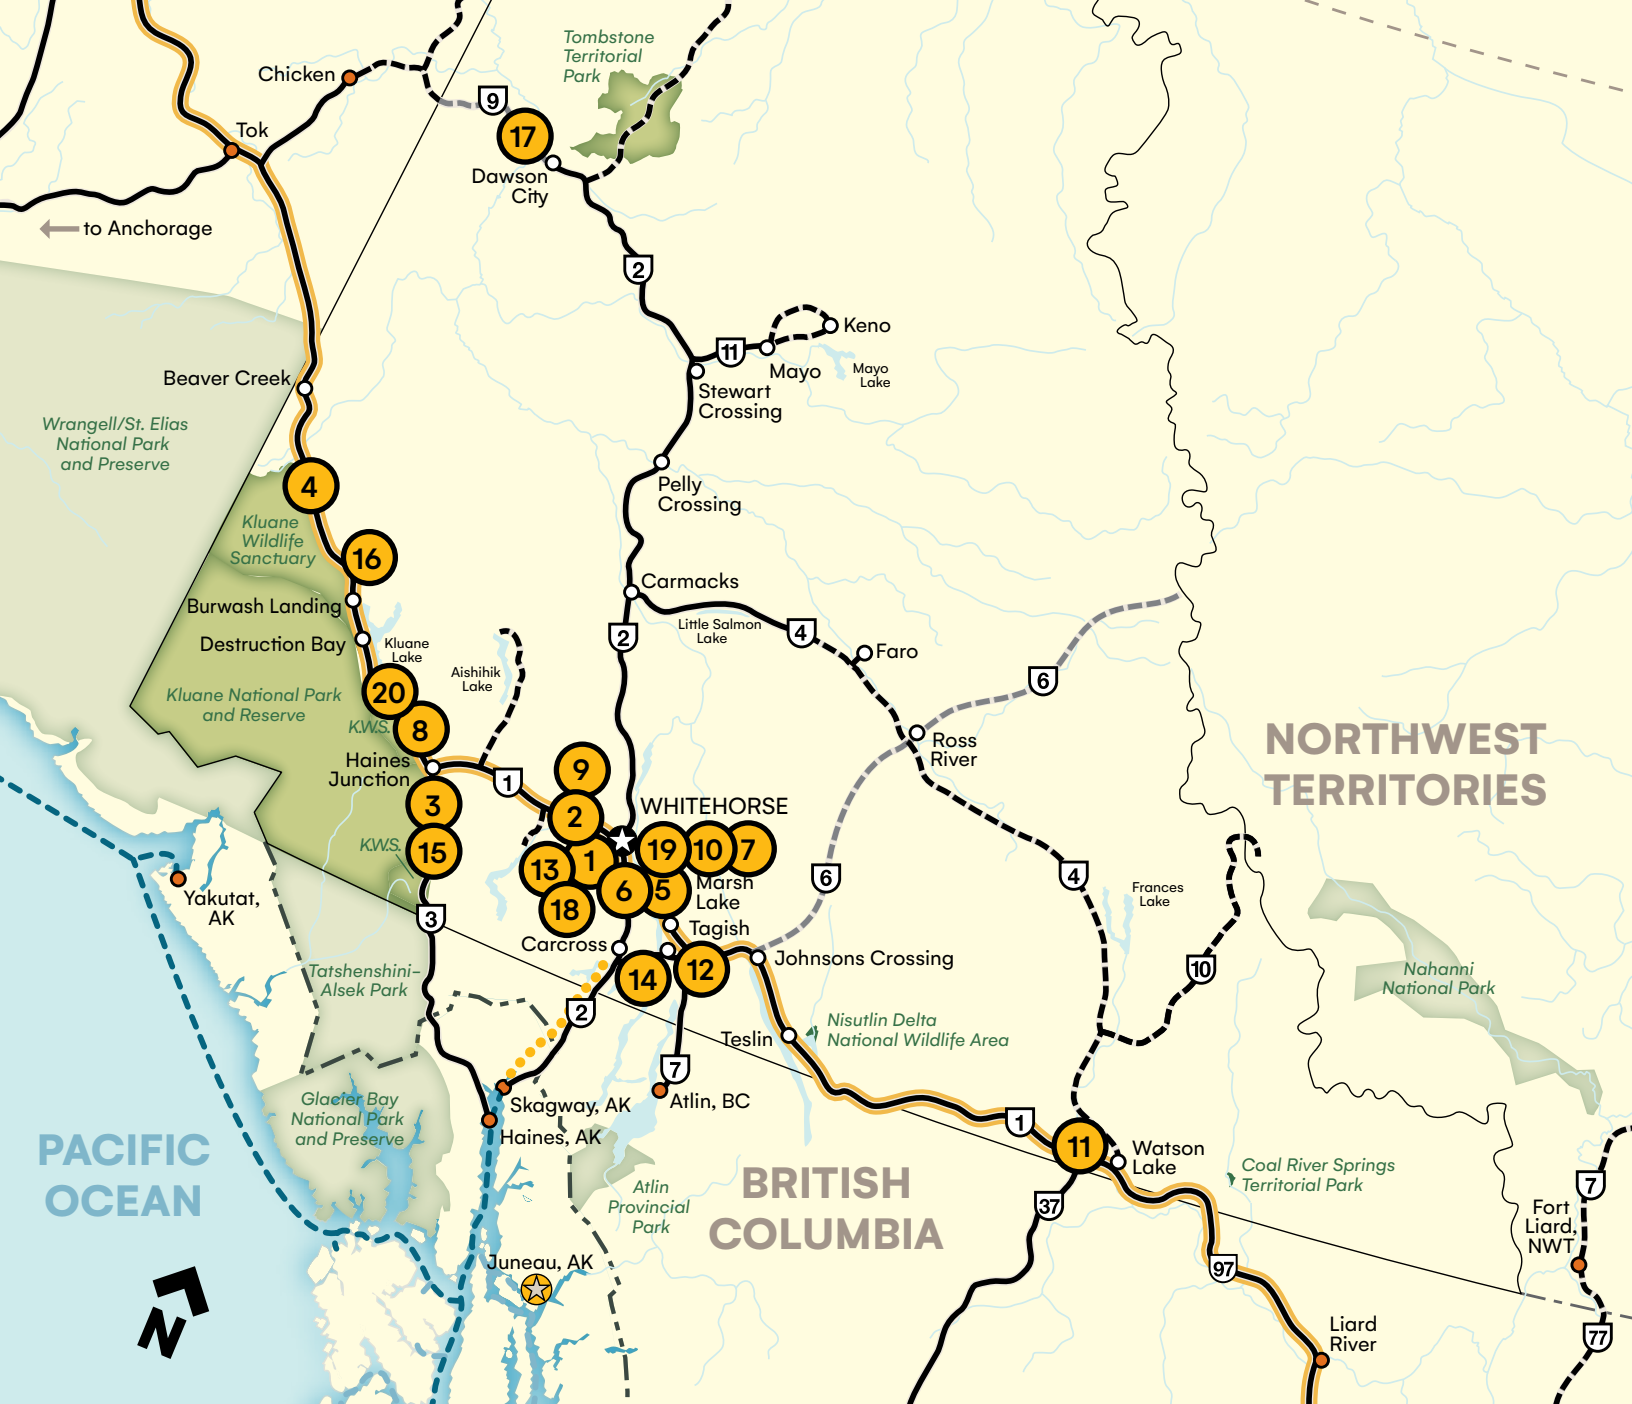 Tombstone
Territorial
Park
Chicken
9
17
Tok
Dawson
City
to Anchorage
2
Keno
11
Mayo
Mayo
Lake
Stewart
Crossing
Beaver Creek
Wrangell/St. Elias
National Park
and Preserve
4
Pelly
Crossing
Kluane
Wildlife
Sanctuary
16
Carmacks
Burwash Landing
Little Salmon
Lake
4
2
Destruction Bay
Kluane
Lake
Faro
Aishihik
Lake
6
20
Kluane National Park
and Reserve
K.W.S.
8
Ross
River
NORTHWEST
TERRITORIES
Haines
Junction
1
9
3
2
WHITEHORSE
K.W.S.
15
13
1
19
10
7
6
4
Marsh
Lake
6
5
18
Frances
Lake
Yakutat,
AK
3
Tagish
Carcross
Johnsons Crossing
14
12
10
Tatshenshini-
Alsek Park
Nahanni
National Park
2
Nisutlin Delta
National Wildlife Area
Teslin
7
Skagway, AK
Atlin, BC
Glacier Bay
National Park
and Preserve
Haines, AK
1
11
Watson
Lake
PACIFIC
OCEAN
BRITISH
COLUMBIA
Coal River Springs
Territorial Park
Atlin
Provincial
Park
37
7
Fort
Liard,
NWT
Juneau, AK
97
N
Liard
River
77